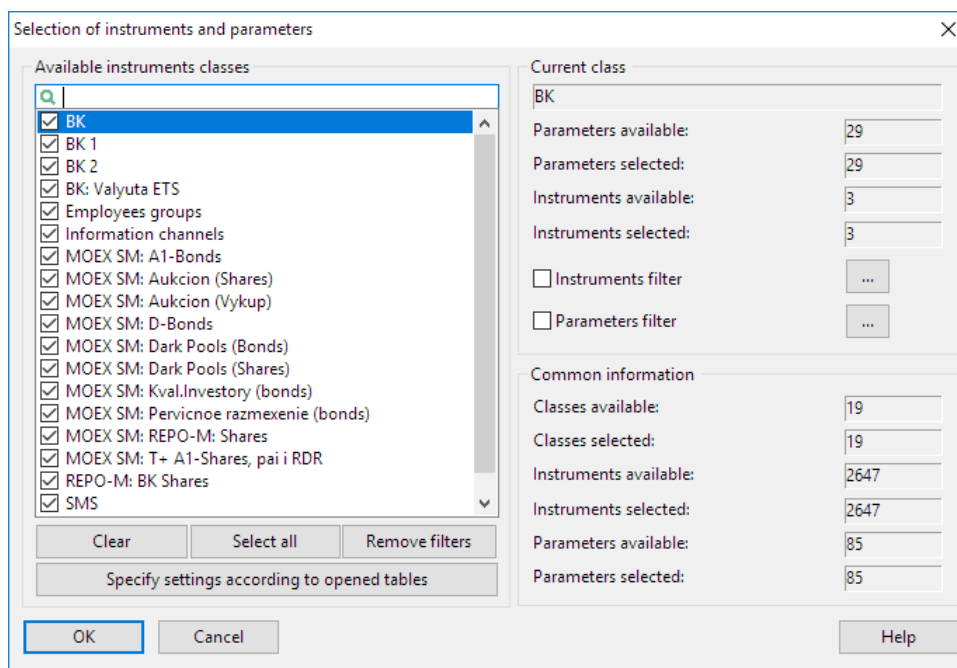 Selection of instruments and parameters
Available instruments classes
BK
BK 1
BK 2
BK: Valyuta ETS
Employees groups
Information channels
MOEX SM: A1-Bonds
MOEX SM: Aukcion (Shares)
MOEX SM: Aukcion (Vykup)
MOEX SM: D-Bonds
MOEX SM: Dark Pools (Bonds)
MOEX SM: Dark Pools (Shares)
MOEX SM: Kval.Investory (bonds)
MOEX SM: Pervicnoe razmexenie (bonds)
MOEX SM: REPO-M: Shares
MOEX SM: T+ A1-Shares, pai i RDR
REPO-M: BK Shares
SMS
Clear Select all Remove filters
Specify settings according to opened tables
Current class
BK
Parameters available: 29
Parameters selected: 29
Instruments available: 3
Instruments selected: 3
Instruments filter ...
Parameters filter ...
Common information
Classes available: 19
Classes selected: 19
Instruments available: 2647
Instruments selected: 2647
Parameters available: 85
Parameters selected: 85
OK Cancel Help